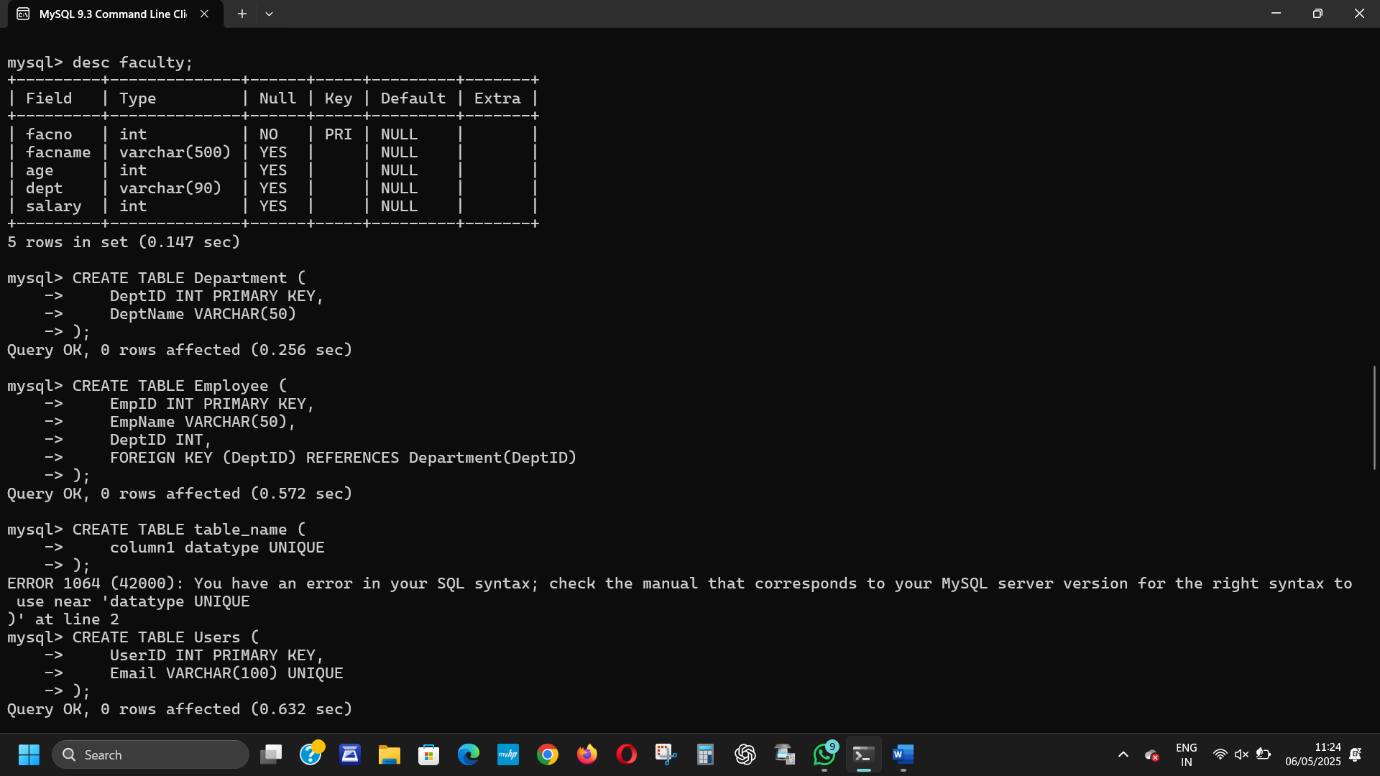 MySQL 9.3 Command Line Cli
mysql> desc faculty;
+---------+--------------+------+-----+---------+-------+
| Field   | Type         | Null | Key | Default | Extra |
+---------+--------------+------+-----+---------+-------+
| facno   | int          | NO   | PRI | NULL    |       |
| facname | varchar(500) | YES  |     | NULL    |       |
| age     | int          | YES  |     | NULL    |       |
| dept    | varchar(90)  | YES  |     | NULL    |       |
| salary  | int          | YES  |     | NULL    |       |
+---------+--------------+------+-----+---------+-------+
5 rows in set (0.147 sec)
mysql> CREATE TABLE Department (
    ->     DeptID INT PRIMARY KEY,
    ->     DeptName VARCHAR(50)
    -> );
Query OK, 0 rows affected (0.256 sec)
mysql> CREATE TABLE Employee (
    ->     EmpID INT PRIMARY KEY,
    ->     EmpName VARCHAR(50),
    ->     DeptID INT,
    ->     FOREIGN KEY (DeptID) REFERENCES Department(DeptID)
    -> );
Query OK, 0 rows affected (0.572 sec)
mysql> CREATE TABLE table_name (
    ->     column1 datatype UNIQUE
    -> );
ERROR 1064 (42000): You have an error in your SQL syntax; check the manual that corresponds to your MySQL server version for the right syntax to
 use near 'datatype UNIQUE
)' at line 2
mysql> CREATE TABLE Users (
    ->     UserID INT PRIMARY KEY,
    ->     Email VARCHAR(100) UNIQUE
    -> );
Query OK, 0 rows affected (0.632 sec)
Search
myhp
9
W
ENG
IN
11:24
06/05/2025